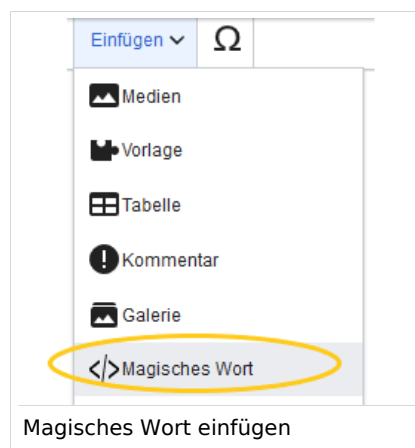 Einfügen Ω
Medien
Vorlage
Tabelle
Kommentar
Galerie
</>Magisches Wort
Magisches Wort einfügen